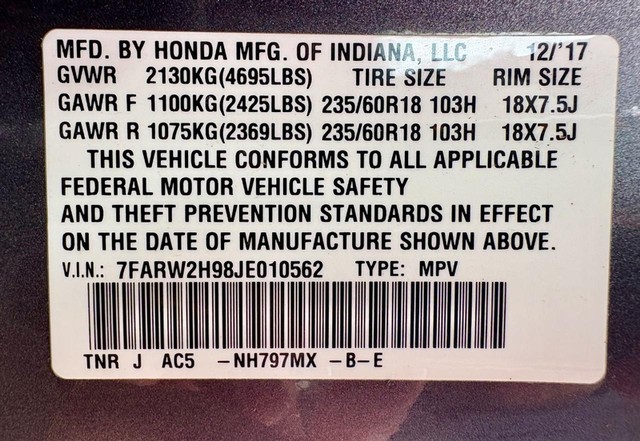 MFD. BY HONDA MFG. OF INDIANA, LLC 12/'17
GVWR 2130KG(4695LBS) TIRE SIZE RIM SIZE
GAWR F 1100KG(2425LBS) 235/60R18 103H 18X7.5J
GAWR R 1075KG(2369LBS) 235/60R18 103H 18X7.5J
THIS VEHICLE CONFORMS TO ALL APPLICABLE
FEDERAL MOTOR VEHICLE SAFETY
AND THEFT PREVENTION STANDARDS IN EFFECT
ON THE DATE OF MANUFACTURE SHOWN ABOVE.
V.I.N.: 7FARW2H98JE010562 TYPE: MPV
TNR J AC5 -NH797MX -B-E